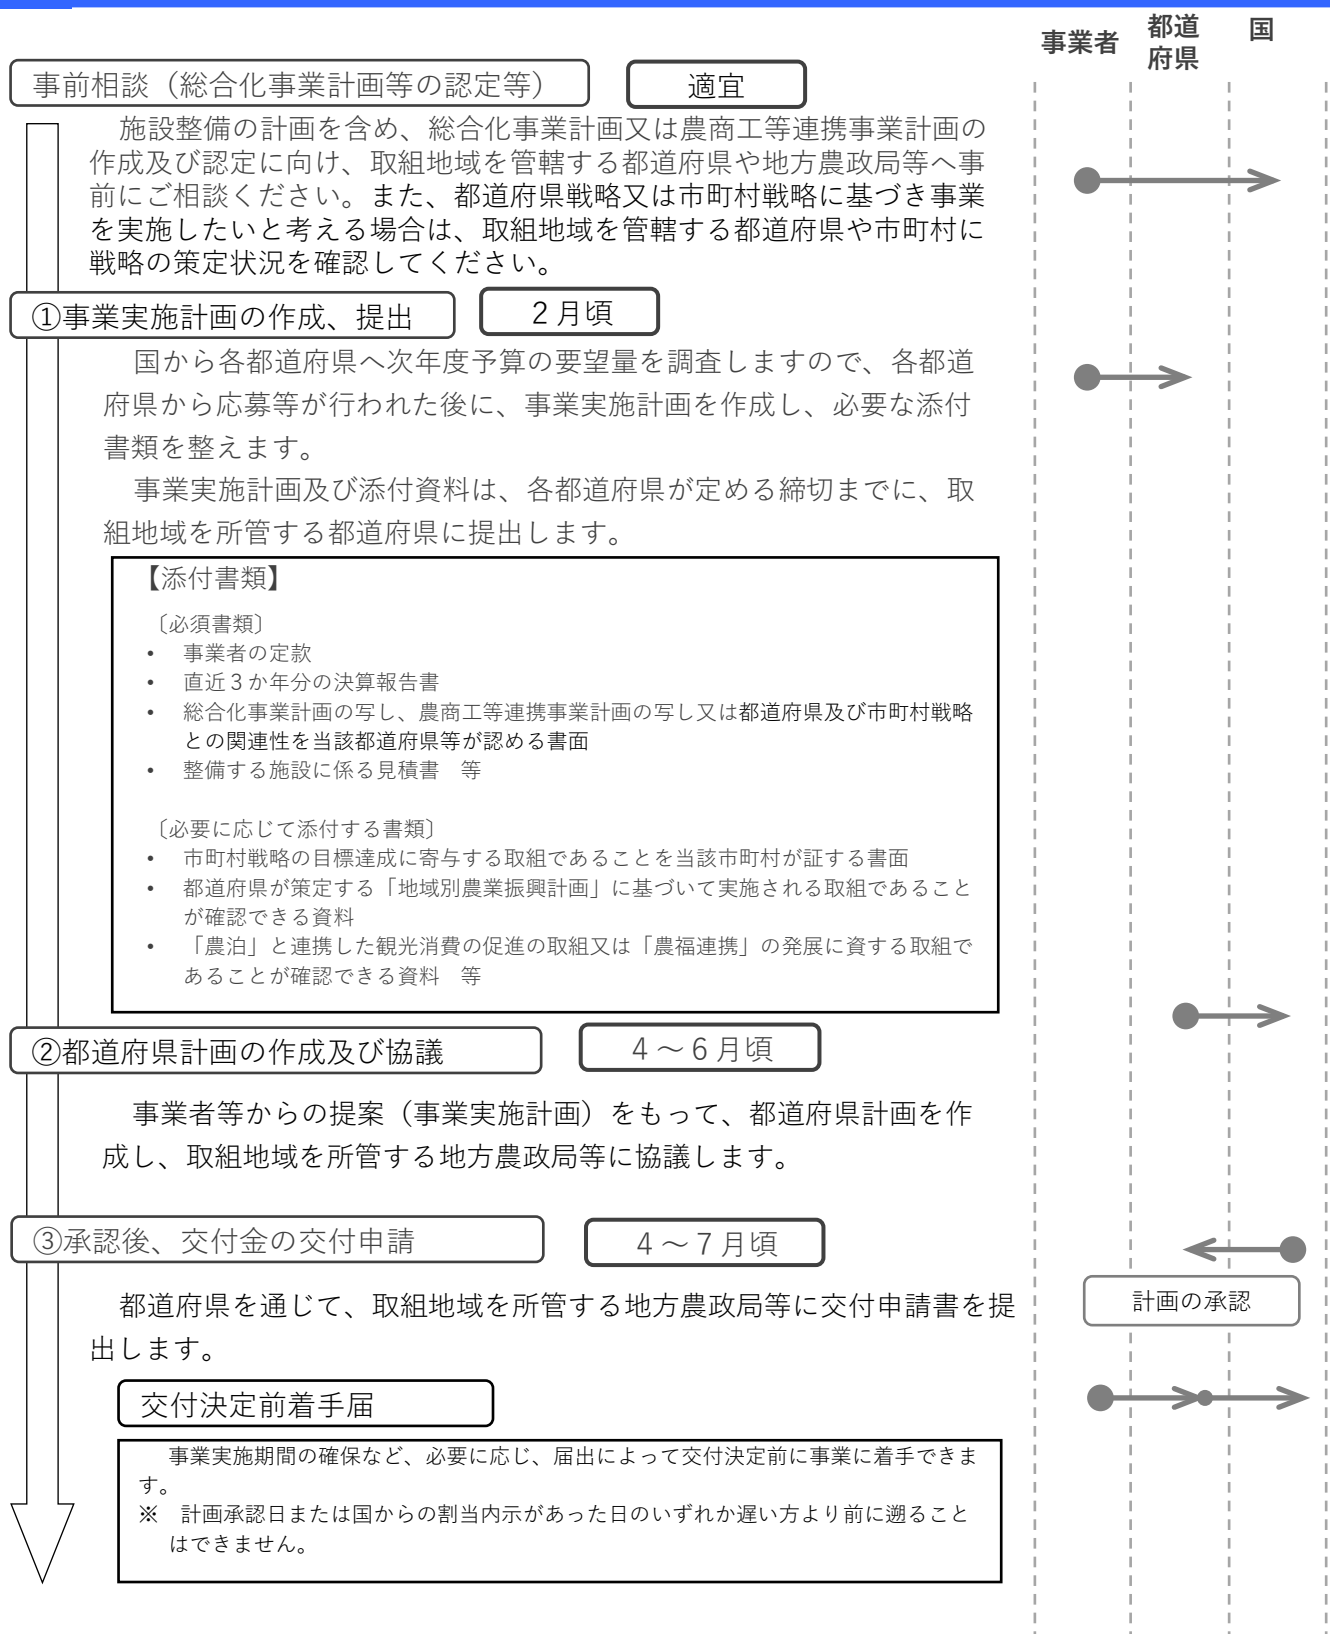 事業者
都道
府県
国
事前相談（総合化事業計画等の認定等）
適宜
施設整備の計画を含め、総合化事業計画又は農商工等連携事業計画の
作成及び認定に向け、取組地域を管轄する都道府県や地方農政局等へ事
前にご相談ください。また、都道府県戦略又は市町村戦略に基づき事業
を実施したいと考える場合は、取組地域を管轄する都道府県や市町村に
戦略の策定状況を確認してください。
①事業実施計画の作成、提出
２月頃
国から各都道府県へ次年度予算の要望量を調査しますので、各都道
府県から応募等が行われた後に、事業実施計画を作成し、必要な添付
書類を整えます。
事業実施計画及び添付資料は、各都道府県が定める締切までに、取
組地域を所管する都道府県に提出します。
【添付書類】
〔必須書類〕
• 事業者の定款
• 直近３か年分の決算報告書
• 総合化事業計画の写し、農商工等連携事業計画の写し又は都道府県及び市町村戦略
との関連性を当該都道府県等が認める書面
• 整備する施設に係る見積書　等
〔必要に応じて添付する書類〕
• 市町村戦略の目標達成に寄与する取組であることを当該市町村が証する書面
• 都道府県が策定する「地域別農業振興計画」に基づいて実施される取組であること
が確認できる資料
• 「農泊」と連携した観光消費の促進の取組又は「農福連携」の発展に資する取組で
あることが確認できる資料　等
②都道府県計画の作成及び協議
４～６月頃
事業者等からの提案（事業実施計画）をもって、都道府県計画を作
成し、取組地域を所管する地方農政局等に協議します。
③承認後、交付金の交付申請
４～７月頃
計画の承認
都道府県を通じて、取組地域を所管する地方農政局等に交付申請書を提
出します。
交付決定前着手届
事業実施期間の確保など、必要に応じ、届出によって交付決定前に事業に着手できま
す。
※　計画承認日または国からの割当内示があった日のいずれか遅い方より前に遡ること
はできません。